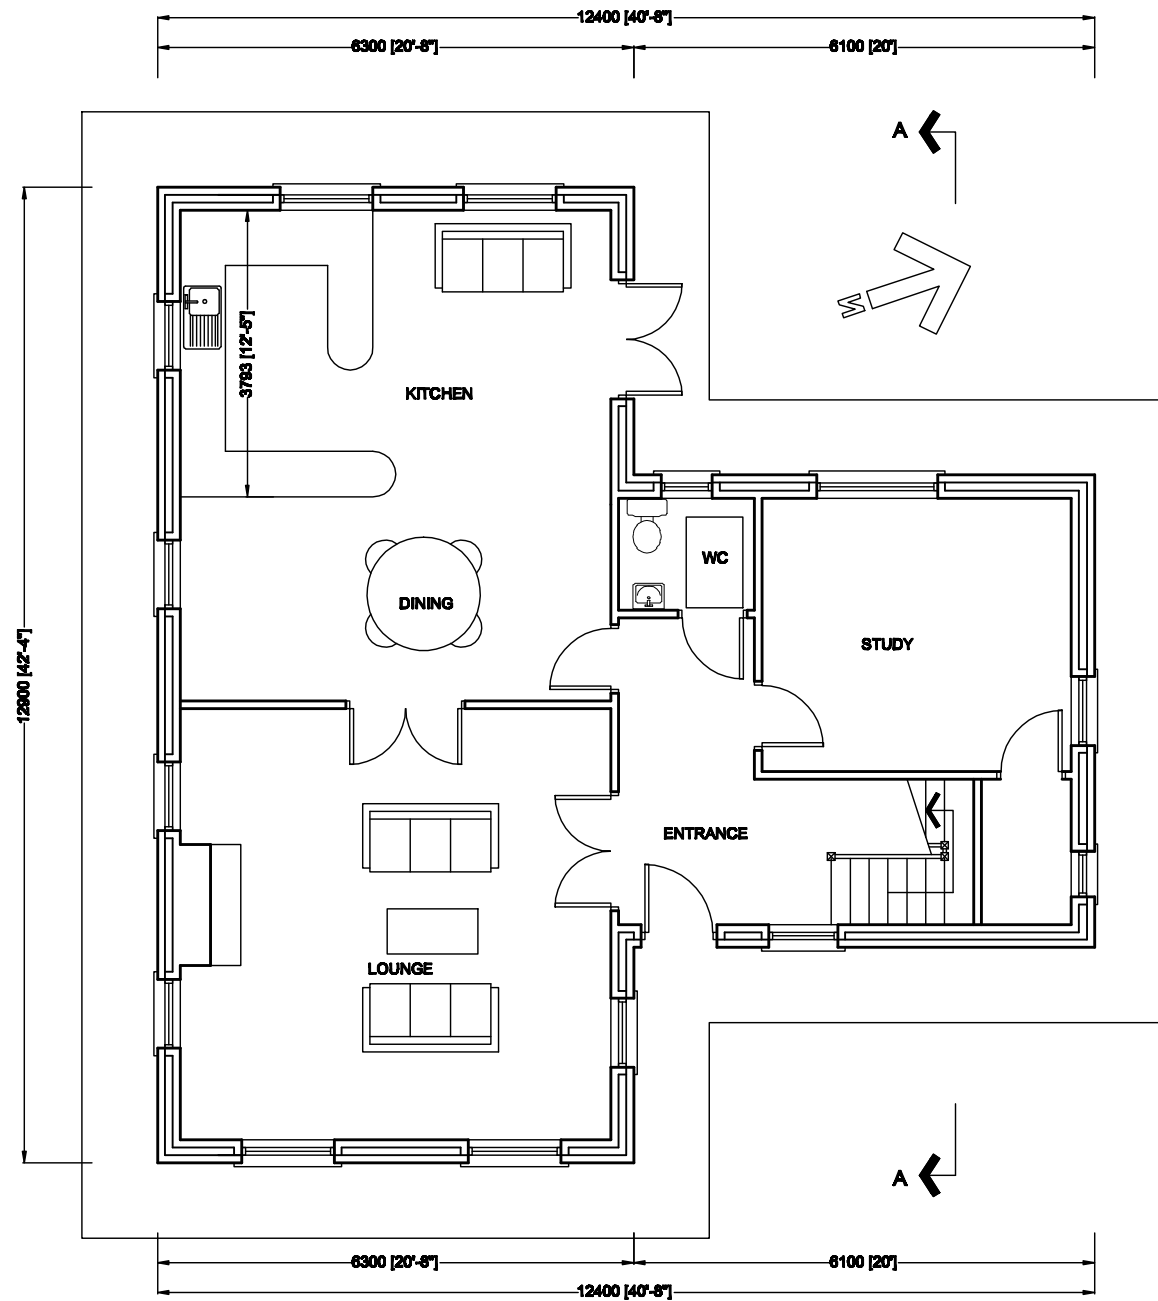 12400 [40'-8"]
6300 [20'-8"]
6100 [20']
A
N
3793 [12'-5"]
KITCHEN
WC
DINING
STUDY
12900 [42'-4"]
ENTRANCE
LOUNGE
A
6300 [20'-8"]
6100 [20']
12400 [40'-8"]